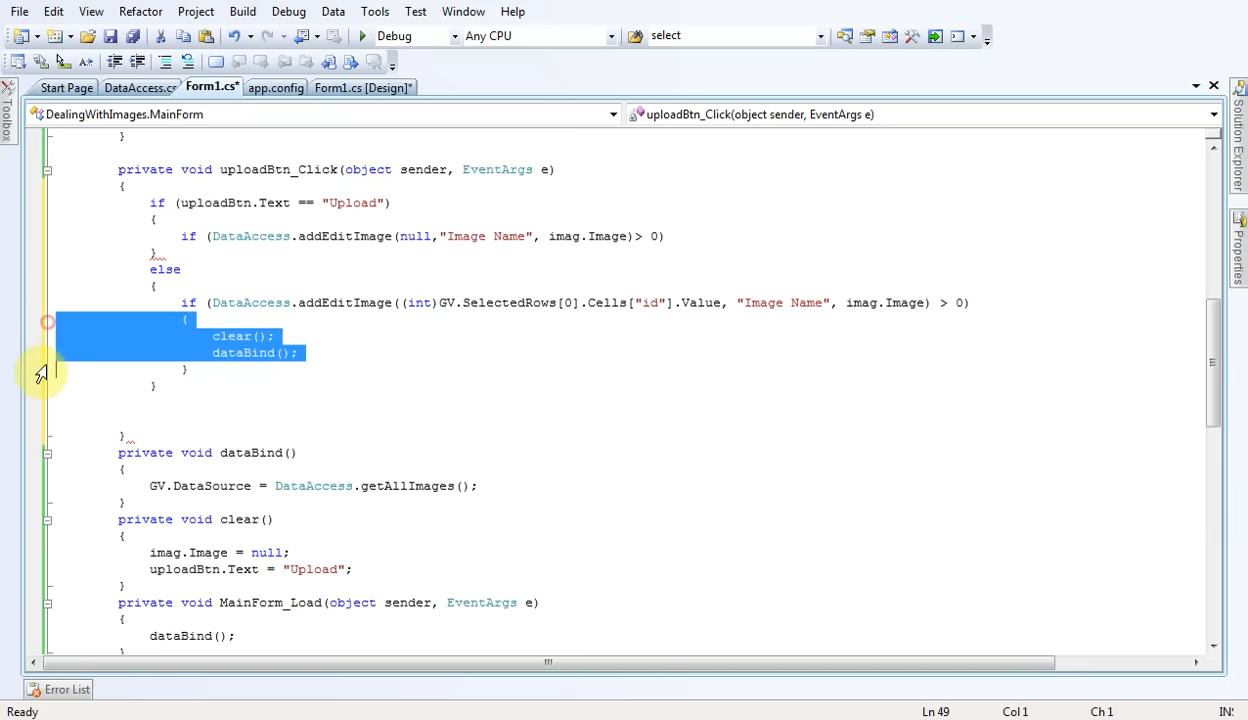 File Edit View Refactor Project Build Debug Data Tools Test Window Help
Debug Any CPU select
Start Page DataAccess.cs Form1.cs* app.config Form1.cs [Design]*
DealingWithImages.MainForm uploadBtn_Click(object sender, EventArgs e)
Toolbox
Solution Explorer
Properties
}
private void uploadBtn_Click(object sender, EventArgs e)
{
if (uploadBtn.Text == "Upload")
{
if (DataAccess.addEditImage(null,"Image Name", imag.Image)> 0)
}
else
{
if (DataAccess.addEditImage((int)GV.SelectedRows[0].Cells["id"].Value, "Image Name", imag.Image) > 0)
{
clear();
dataBind();
}
}
}
private void dataBind()
{
GV.DataSource = DataAccess.getAllImages();
}
private void clear()
{
imag.Image = null;
uploadBtn.Text = "Upload";
}
private void MainForm_Load(object sender, EventArgs e)
{
dataBind();
}
Error List
Ready Ln 49 Col 1 Ch 1